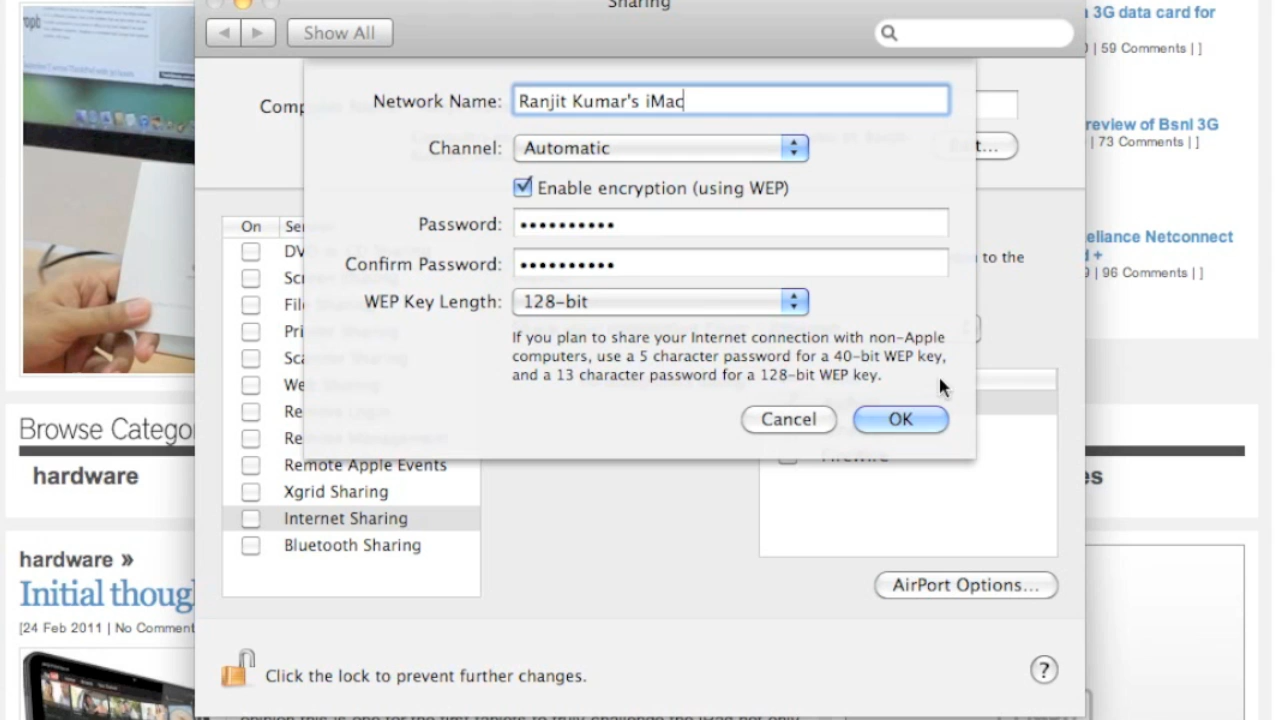 Sharing
Show All
Network Name: Ranjit Kumar's iMac
Channel: Automatic
Enable encryption (using WEP)
Password: ••••••••••
Confirm Password: ••••••••••
WEP Key Length: 128-bit
If you plan to share your Internet connection with non-Apple
computers, use a 5 character password for a 40-bit WEP key,
and a 13 character password for a 128-bit WEP key.
Cancel
OK
On
to the
Remote Apple Events
Xgrid Sharing
Internet Sharing
Bluetooth Sharing
FireWire
AirPort Options...
Click the lock to prevent further changes.
?
3G data card for
| 59 Comments | ]
review of Bsnl 3G
| 73 Comments | ]
eliance Netconnect
+
| 96 Comments | ]
Browse Catego
hardware
hardware »
Initial thoug
[24 Feb 2011 | No Comment